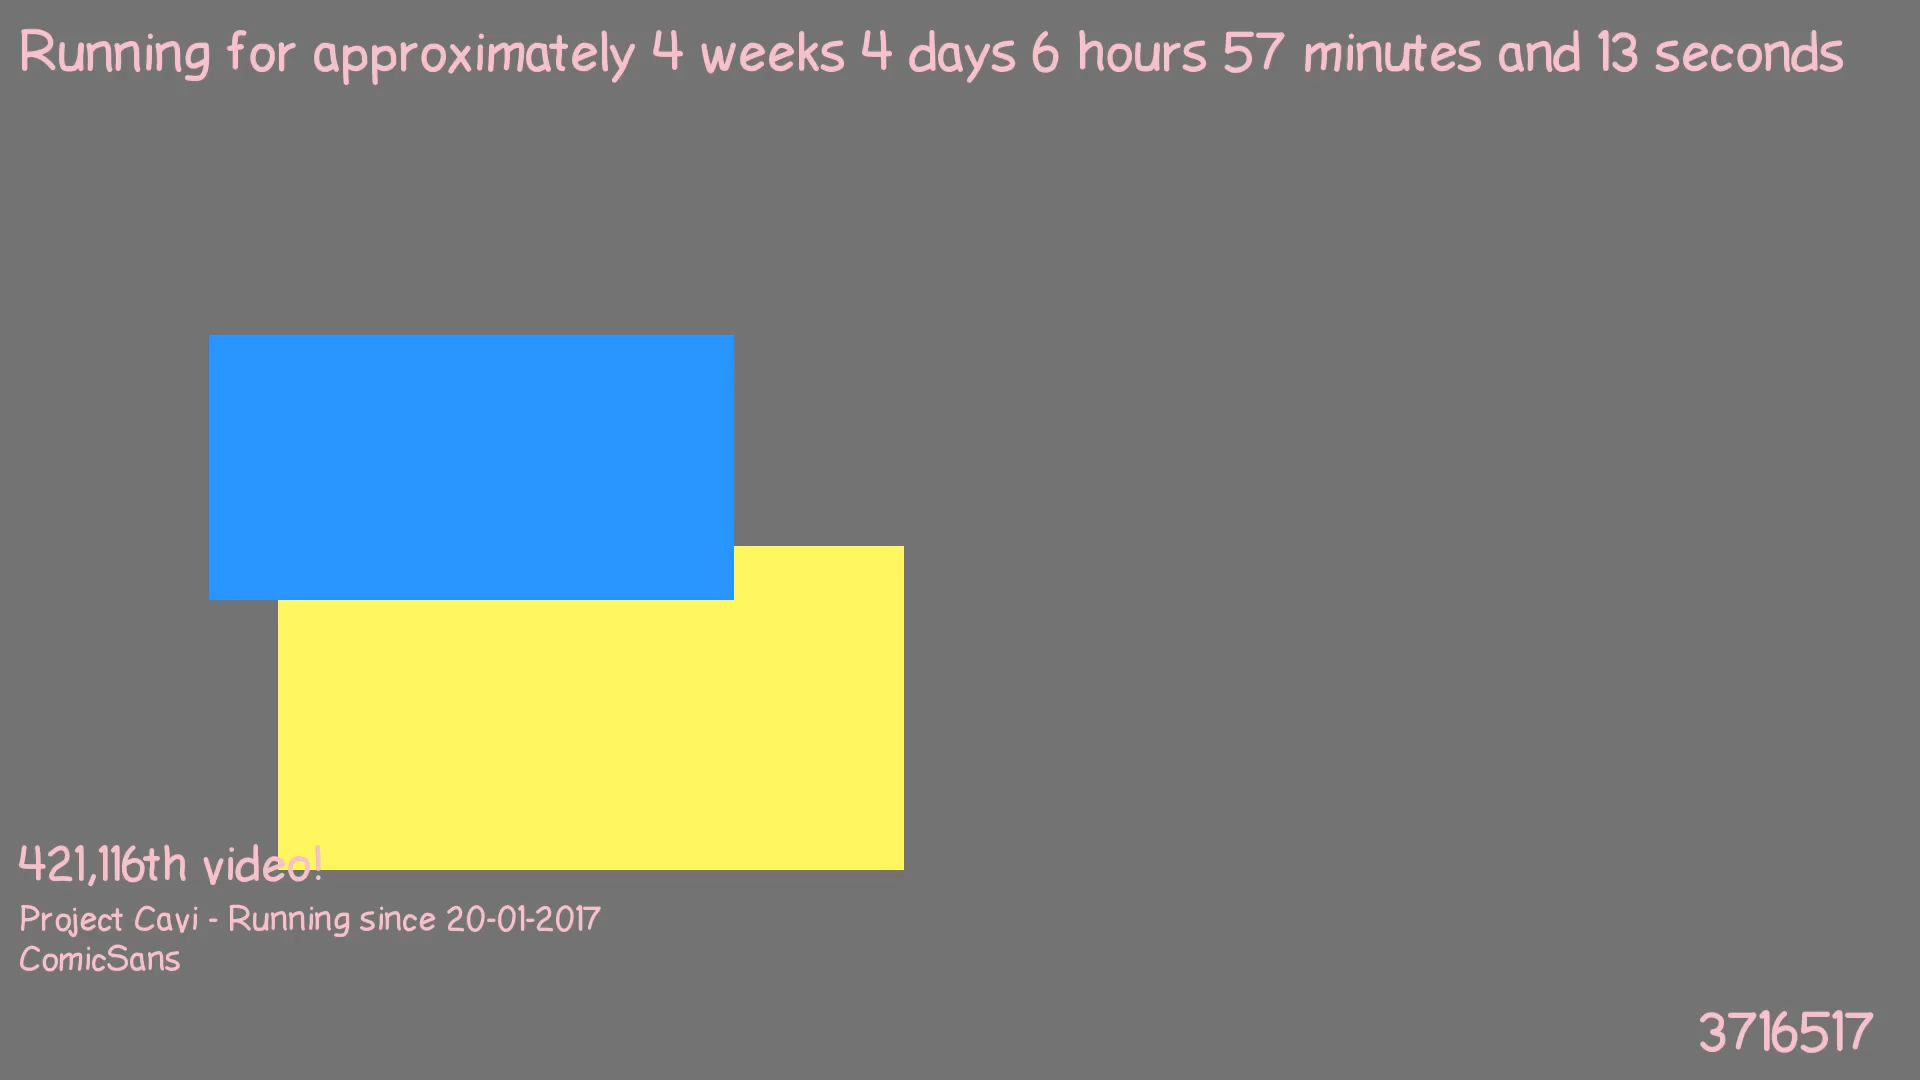 Running for approximately 4 weeks 4 days 6 hours 57 minutes and 13 seconds
421,116th video!
Project Cavi - Running since 20-01-2017
ComicSans
3716517